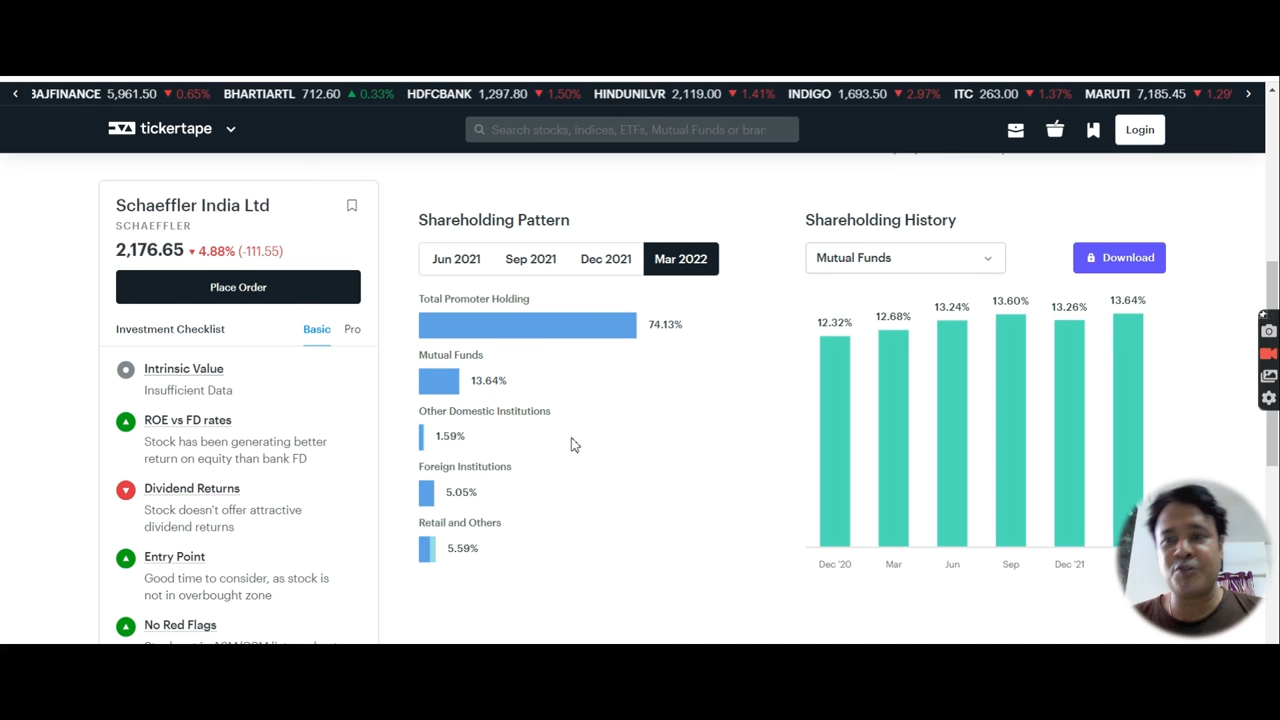 BAJFINANCE 5,961.50 ▼ 0.65% BHARTIARTL 712.60 ▲ 0.33% HDFCBANK 1,297.80 ▼ 1.50% HINDUNILVR 2,119.00 ▼ 1.41% INDIGO 1,693.50 ▼ 2.97% ITC 263.00 ▼ 1.37% MARUTI 7,185.45 ▼ 1.29
tickertape
Search stocks, indices, ETFs, Mutual Funds or brar
Login
Schaeffler India Ltd
SCHAEFFLER
2,176.65 ▼ 4.88% (-111.55)
Place Order
Investment Checklist Basic Pro
Intrinsic Value
Insufficient Data
ROE vs FD rates
Stock has been generating better
return on equity than bank FD
Dividend Returns
Stock doesn't offer attractive
dividend returns
Entry Point
Good time to consider, as stock is
not in overbought zone
No Red Flags
Shareholding Pattern
Jun 2021 Sep 2021 Dec 2021 Mar 2022
Total Promoter Holding
74.13%
Mutual Funds
13.64%
Other Domestic Institutions
1.59%
Foreign Institutions
5.05%
Retail and Others
5.59%
Shareholding History
Mutual Funds
Download
12.32% 12.68% 13.24% 13.60% 13.26% 13.64%
Dec '20 Mar Jun Sep Dec '21